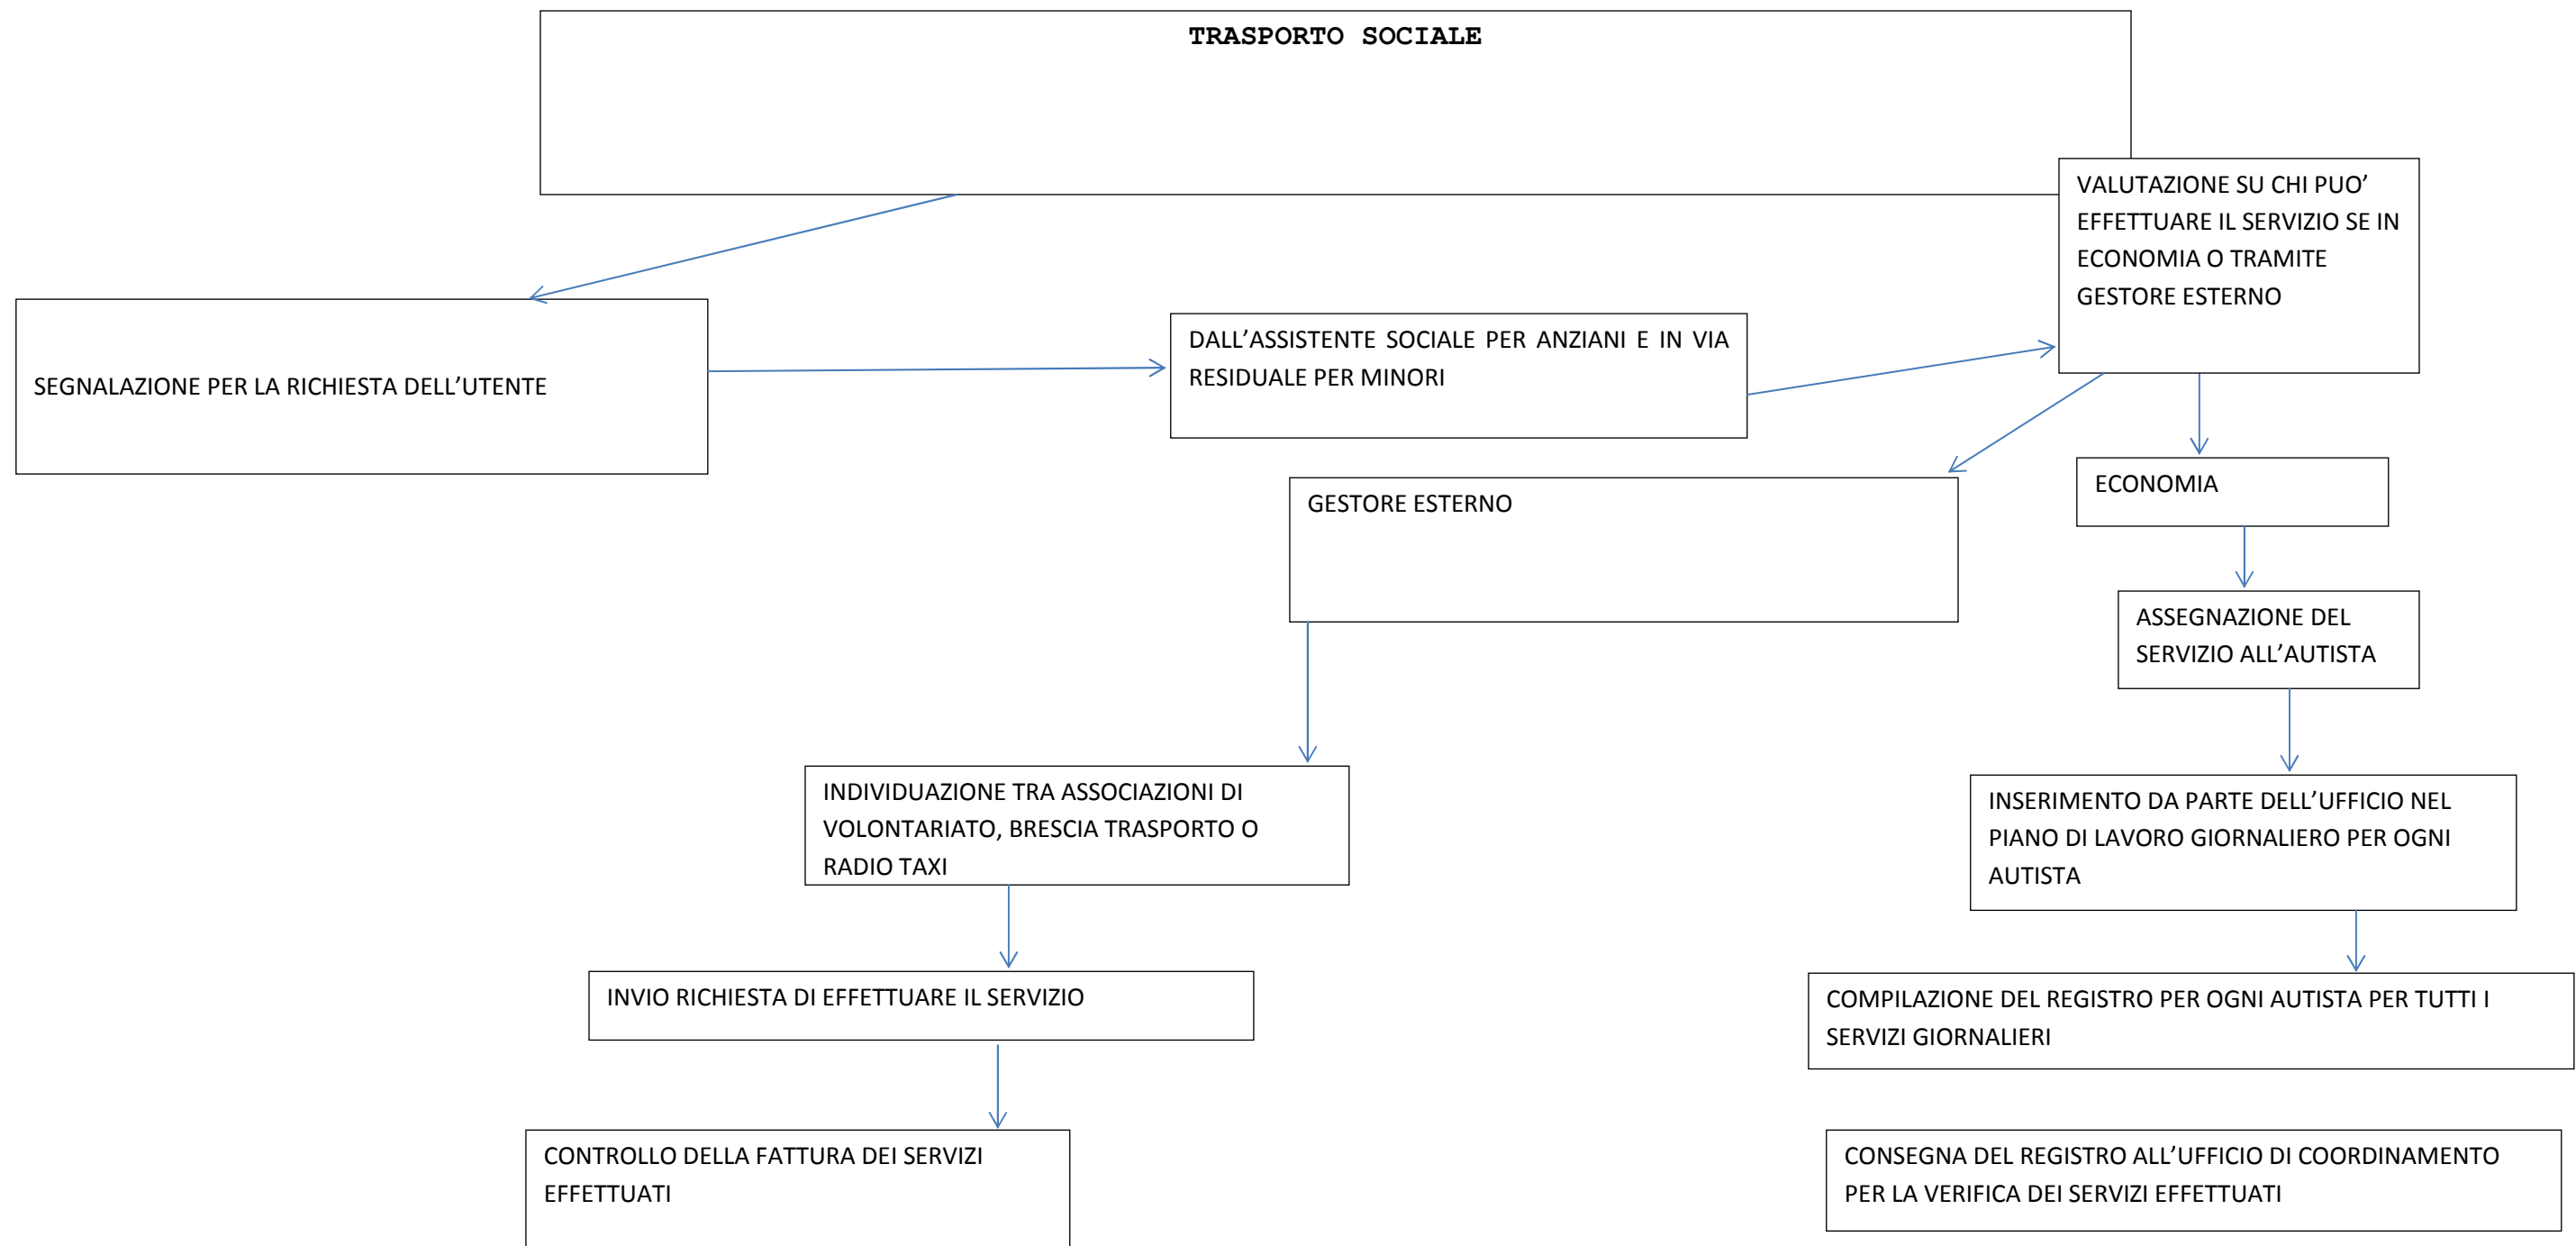 TRASPORTO SOCIALE
VALUTAZIONE SU CHI PUO’
EFFETTUARE IL SERVIZIO SE IN
ECONOMIA O TRAMITE
GESTORE ESTERNO
SEGNALAZIONE PER LA RICHIESTA DELL’UTENTE
DALL’ASSISTENTE SOCIALE PER ANZIANI E IN VIA
RESIDUALE PER MINORI
GESTORE ESTERNO
ECONOMIA
ASSEGNAZIONE DEL
SERVIZIO ALL’AUTISTA
INDIVIDUAZIONE TRA ASSOCIAZIONI DI
VOLONTARIATO, BRESCIA TRASPORTO O
RADIO TAXI
INSERIMENTO DA PARTE DELL’UFFICIO NEL
PIANO DI LAVORO GIORNALIERO PER OGNI
AUTISTA
INVIO RICHIESTA DI EFFETTUARE IL SERVIZIO
COMPILAZIONE DEL REGISTRO PER OGNI AUTISTA PER TUTTI I
SERVIZI GIORNALIERI
CONTROLLO DELLA FATTURA DEI SERVIZI
EFFETTUATI
CONSEGNA DEL REGISTRO ALL’UFFICIO DI COORDINAMENTO
PER LA VERIFICA DEI SERVIZI EFFETTUATI